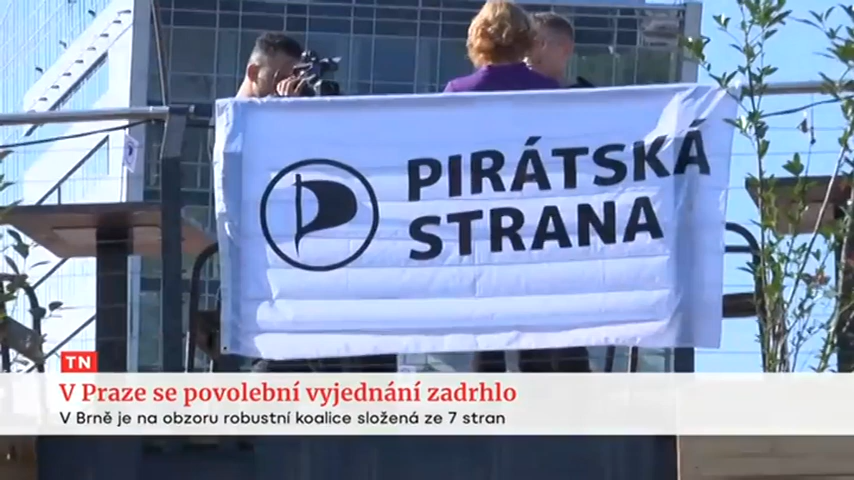 PIRÁTSKÁ
STRANA
TN
V Praze se povolební vyjednání zadrhlo
V Brně je na obzoru robustní koalice složená ze 7 stran